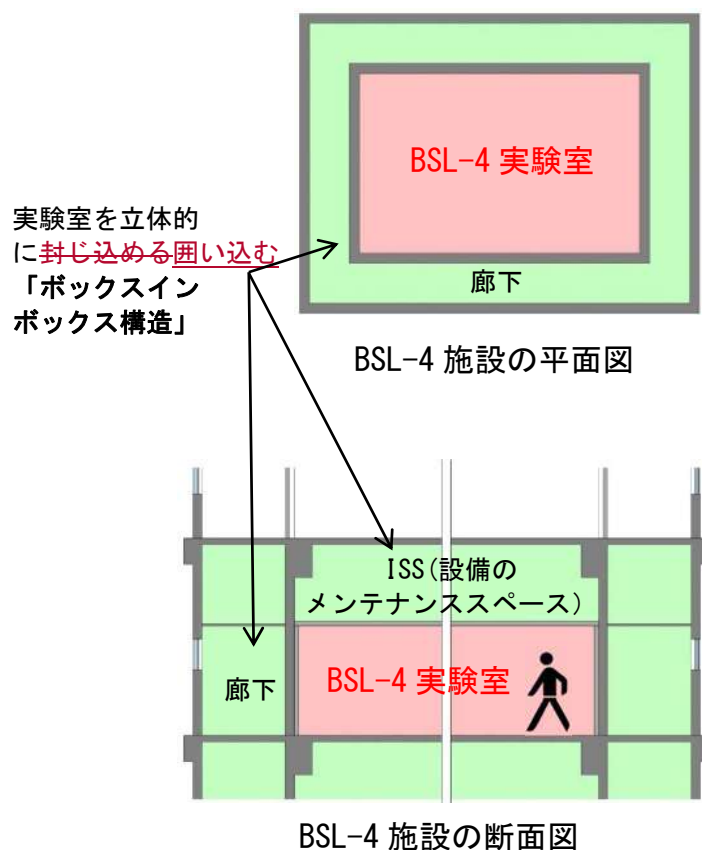 BSL-4 実験室
実験室を立体的
に封じ込める囲い込む
「ボックスイン
ボックス構造」
廊下
BSL-4 施設の平面図
ISS(設備の
メンテナンススペース)
廊下
BSL-4 実験室
BSL-4 施設の断面図